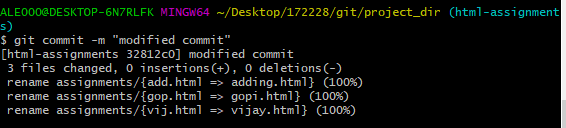 ALEOOO@DESKTOP-6N7RLFK MINGW64 ~/Desktop/172228/git/project_dir (html-assignment
s)
$ git commit -m "modified commit"
[html-assignments 32812c0] modified commit
 3 files changed, 0 insertions(+), 0 deletions(-)
 rename assignments/{add.html => adding.html} (100%)
 rename assignments/{gop.html => gopi.html} (100%)
 rename assignments/{vij.html => vijay.html} (100%)